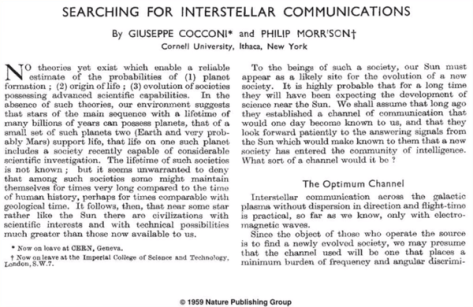 SEARCHING FOR INTERSTELLAR COMMUNICATIONS
By GIUSEPPE COCCONI* and PHILIP MORR'SON†
Cornell University, Ithaca, New York
NO theories yet exist which enable a reliable
estimate of the probabilities of (1) planet
formation ; (2) origin of life ; (3) evolution of societies
possessing advanced scientific capabilities. In the
absence of such theories, our environment suggests
that stars of the main sequence with a lifetime of
many billions of years can possess planets, that of a
small set of such planets two (Earth and very prob-
ably Mars) support life, that life on one such planet
includes a society recently capable of considerable
scientific investigation. The lifetime of such societies
is not known ; but it seems unwarranted to deny
that among such societies some might maintain
themselves for times very long compared to the time
of human history, perhaps for times comparable with
geological time. It follows, then, that near some star
rather like the Sun there are civilizations with
scientific interests and with technical possibilities
much greater than those now available to us.
* Now on leave at CERN, Geneva.
† Now on leave at the Imperial College of Science and Technology,
London, S.W.7.
To the beings of such a society, our Sun must
appear as a likely site for the evolution of a new
society. It is highly probable that for a long time
they will have been expecting the development of
science near the Sun. We shall assume that long ago
they established a channel of communication that
would one day become known to us, and that they
look forward patiently to the answering signals from
the Sun which would make known to them that a new
society has entered the community of intelligence.
What sort of a channel would it be ?
The Optimum Channel
Interstellar communication across the galactic
plasma without dispersion in direction and flight-time
is practical, so far as we know, only with electro-
magnetic waves.
Since the object of those who operate the source
is to find a newly evolved society, we may presume
that the channel used will be one that places a
minimum burden of frequency and angular discrimi-
© 1959 Nature Publishing Group